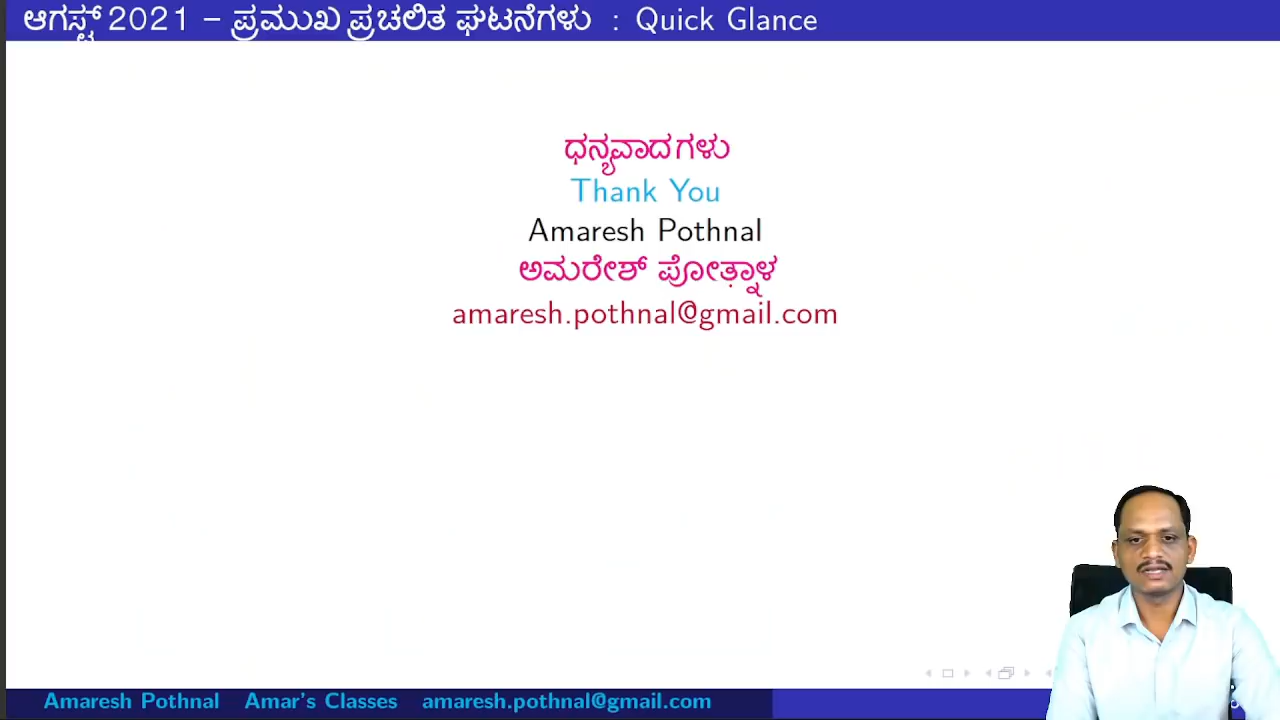 ಆಗಸ್ಟ್ 2021 – ಪ್ರಮುಖ ಪ್ರಚಲಿತ ಘಟನೆಗಳು : Quick Glance
ಧನ್ಯವಾದಗಳು
Thank You
Amaresh Pothnal
ಅಮರೇಶ್ ಪೋತ್ನಾಳ
amaresh.pothnal@gmail.com
Amaresh Pothnal Amar's Classes amaresh.pothnal@gmail.com